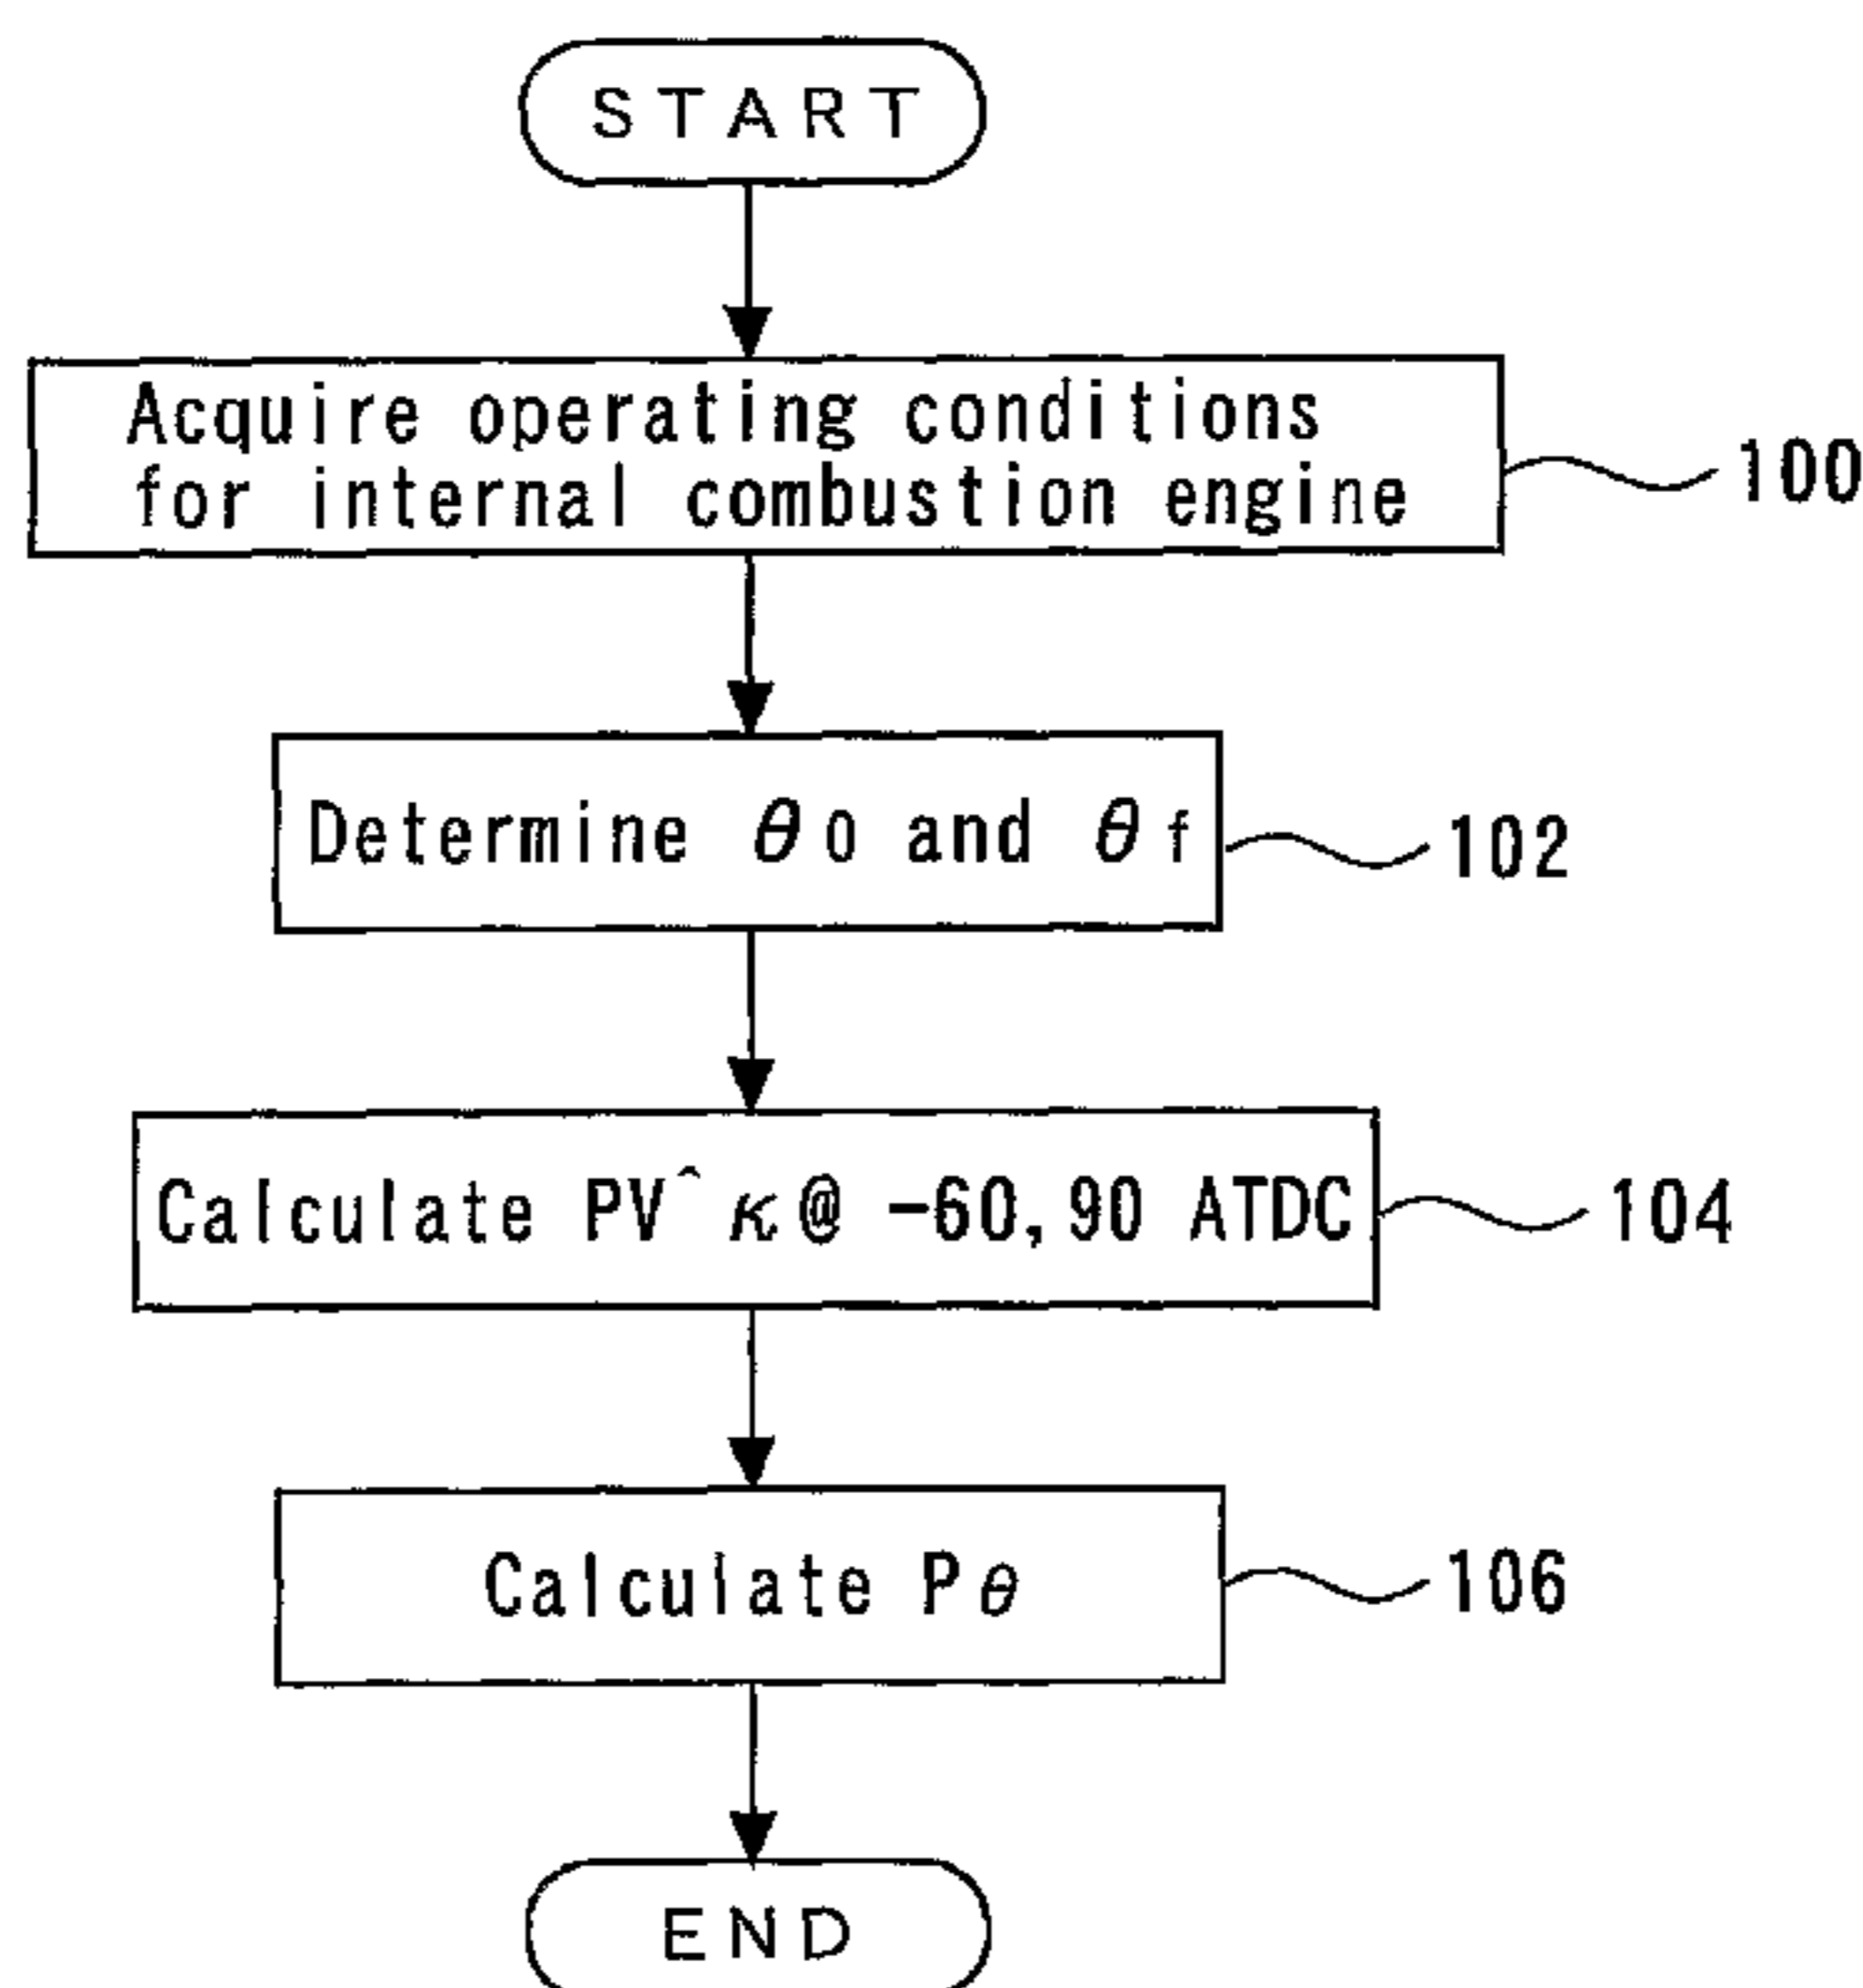 START
Acquire operating conditions
for internal combustion engine
100
Determine θ0 and θf
102
Calculate PV^κ@ -60,90 ATDC
104
Calculate Pθ
106
END